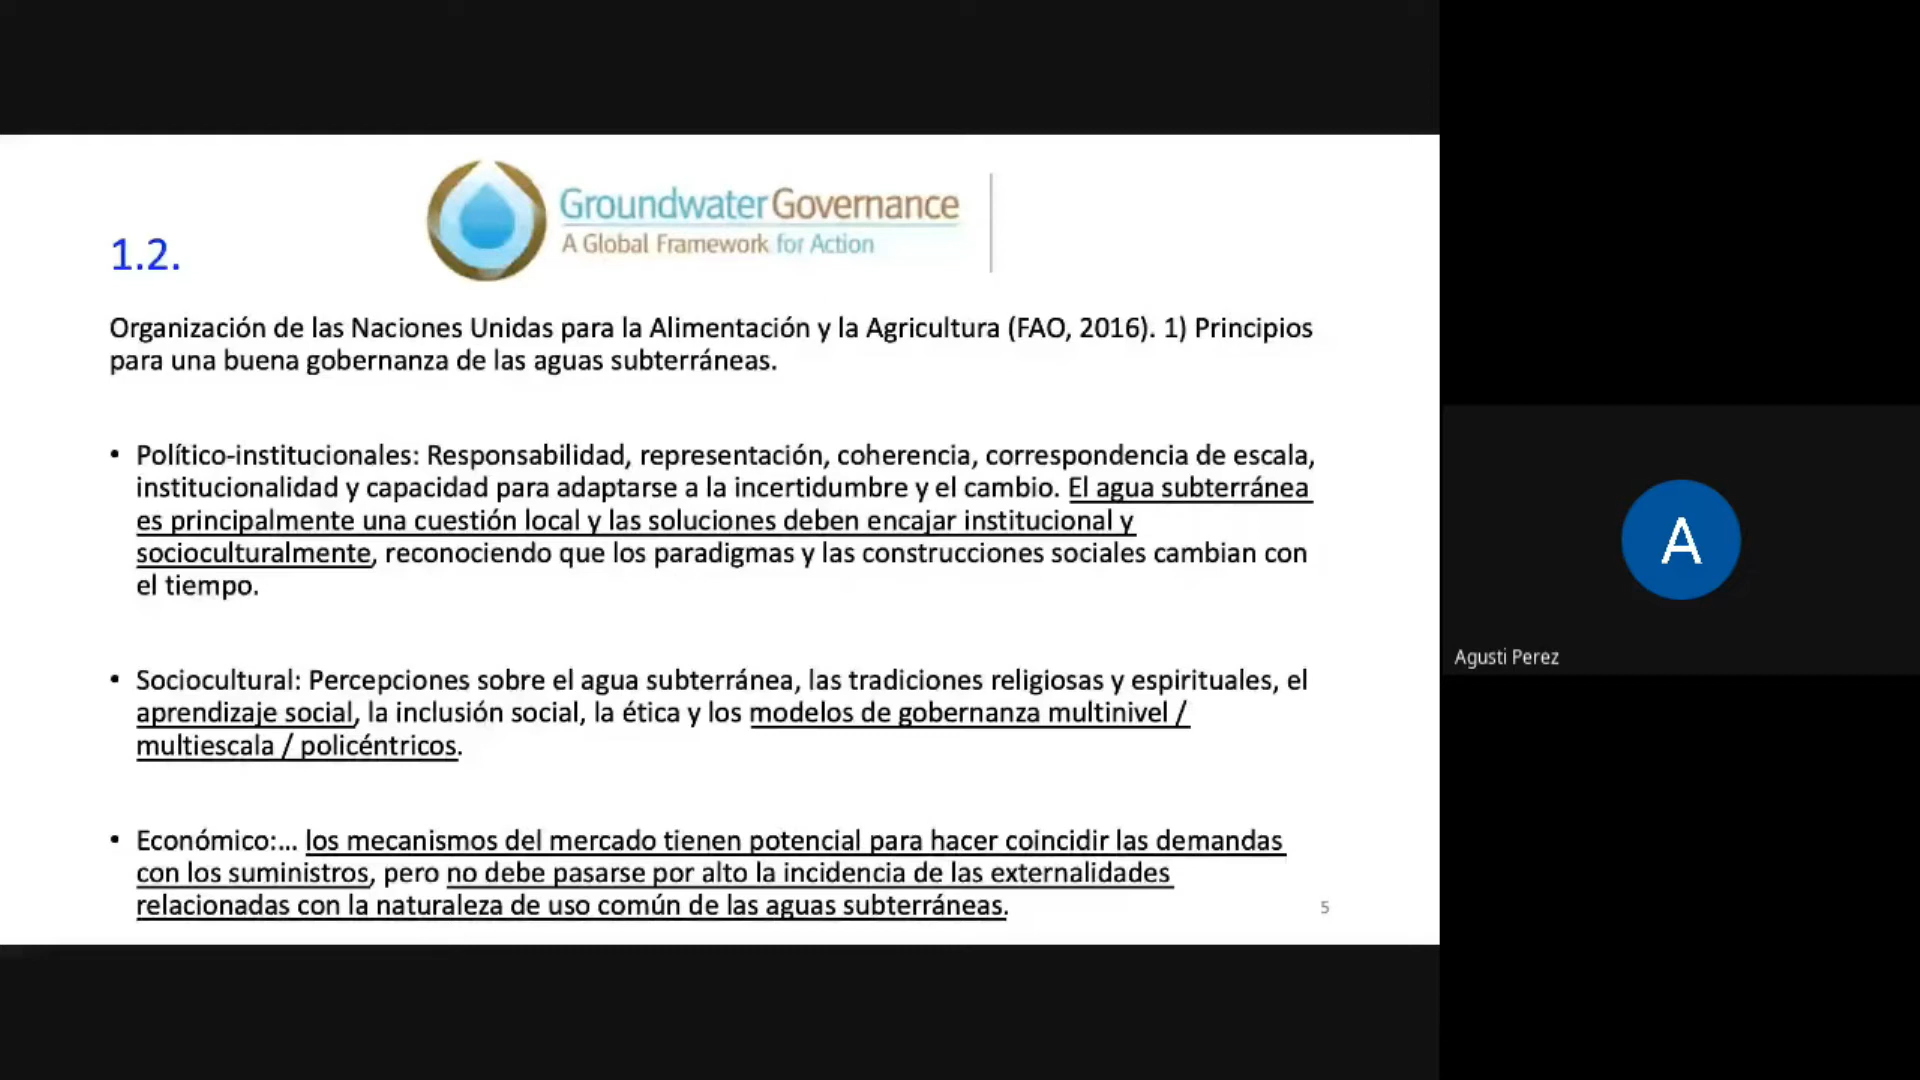 GroundwaterGovernance
A Global Framework for Action
1.2.
Organización de las Naciones Unidas para la Alimentación y la Agricultura (FAO, 2016). 1) Principios
para una buena gobernanza de las aguas subterráneas.
• Político-institucionales: Responsabilidad, representación, coherencia, correspondencia de escala,
institucionalidad y capacidad para adaptarse a la incertidumbre y el cambio. El agua subterránea
es principalmente una cuestión local y las soluciones deben encajar institucional y
socioculturalmente, reconociendo que los paradigmas y las construcciones sociales cambian con
el tiempo.
• Sociocultural: Percepciones sobre el agua subterránea, las tradiciones religiosas y espirituales, el
aprendizaje social, la inclusión social, la ética y los modelos de gobernanza multinivel /
multiescala / policéntricos.
• Económico:... los mecanismos del mercado tienen potencial para hacer coincidir las demandas
con los suministros, pero no debe pasarse por alto la incidencia de las externalidades
relacionadas con la naturaleza de uso común de las aguas subterráneas.
5
A
Agusti Perez